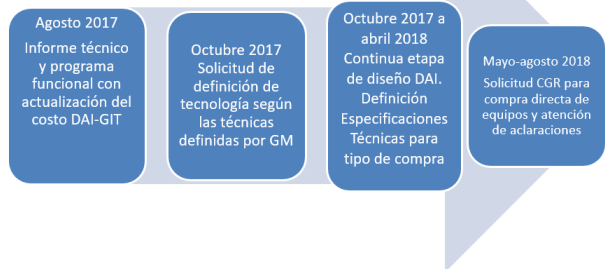 Agosto 2017
Informe técnico
y programa
funcional con
actualización del
costo DAI-GIT
Octubre 2017
Solicitud de
definición de
tecnología según
las técnicas
definidas por GM
Octubre 2017 a
abril 2018
Continua etapa
de diseño DAI.
Definición
Especificaciones
Técnicas para
tipo de compra
Mayo-agosto 2018
Solicitud CGR para
compra directa de
equipos y atención
de aclaraciones